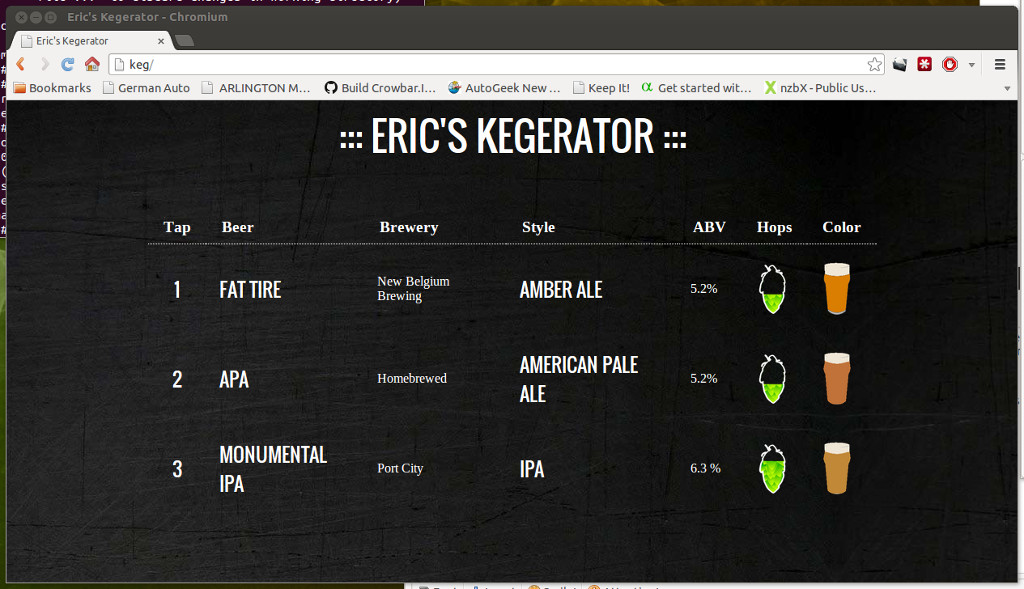 Eric's Kegerator - Chromium
Eric's Kegerator
keg/
Bookmarks German Auto ARLINGTON M... Build Crowbar.I... AutoGeek New ... Keep It! Get started wit... nzbX - Public Us...
::: ERIC'S KEGERATOR :::
Tap Beer Brewery Style ABV Hops Color
1 FAT TIRE New Belgium Brewing AMBER ALE 5.2%
2 APA Homebrewed AMERICAN PALE ALE 5.2%
3 MONUMENTAL IPA Port City IPA 6.3 %